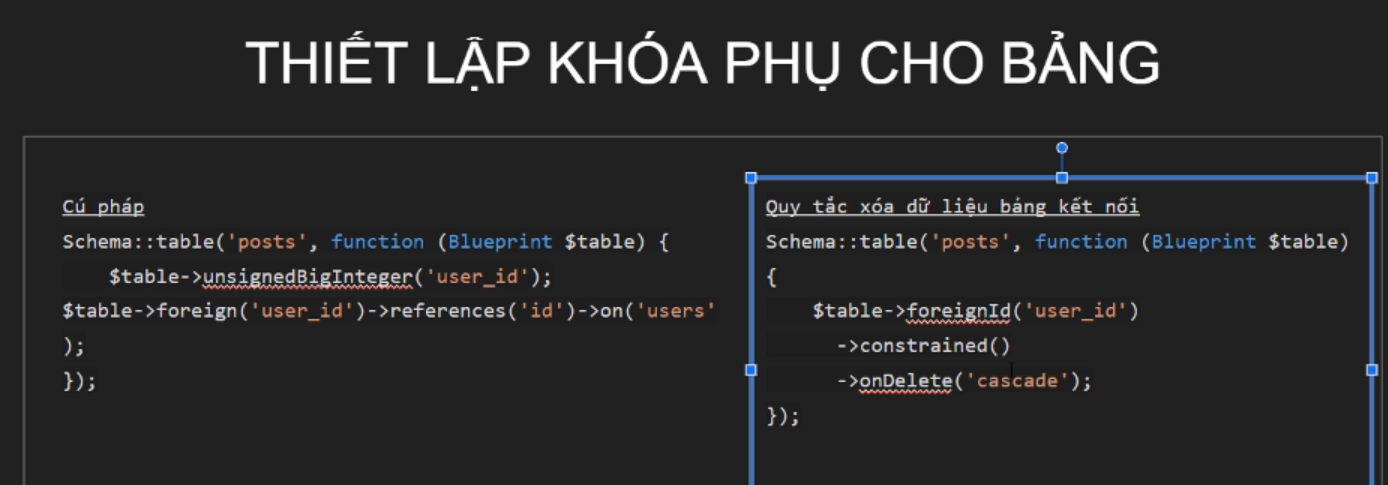 THIẾT LẬP KHÓA PHỤ CHO BẢNG
Cú pháp
Schema::table('posts', function (Blueprint $table) {
    $table->unsignedBigInteger('user_id');
$table->foreign('user_id')->references('id')->on('users'
);
});
Quy tắc xóa dữ liệu bảng kết nối
Schema::table('posts', function (Blueprint $table)
{
    $table->foreignId('user_id')
      ->constrained()
      ->onDelete('cascade');
});